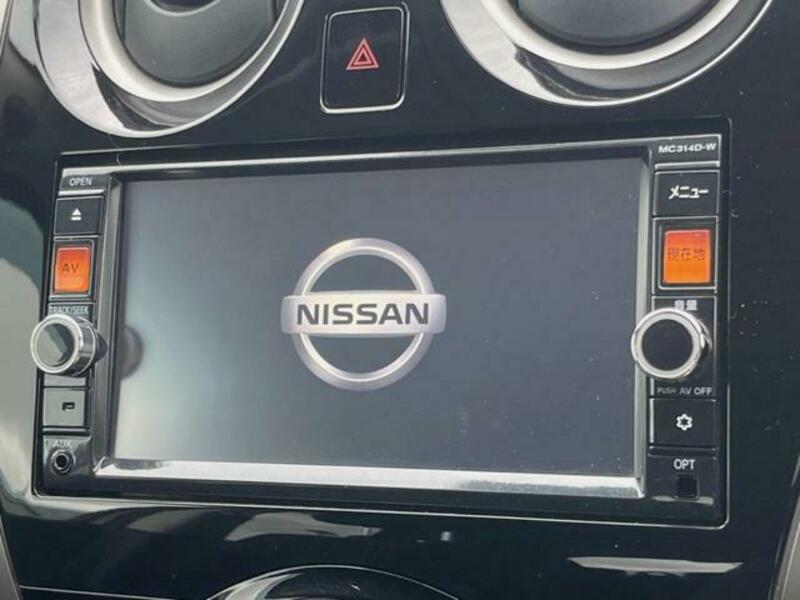 MC314D-W
OPEN
メニュー
AV
現在地
TRACK/SEEK
音量
NISSAN
PUSH AV OFF
AUX
OPT